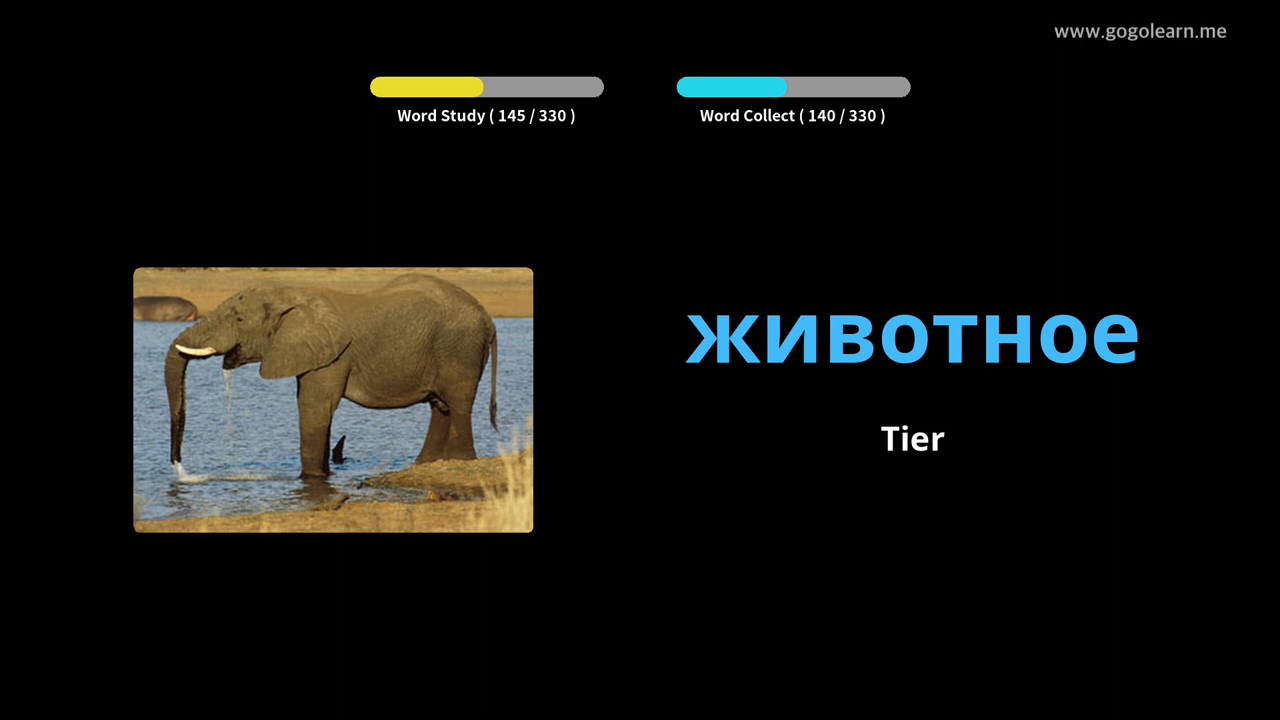 www.gogolearn.me
Word Study ( 145 / 330 )
Word Collect ( 140 / 330 )
животное
Tier